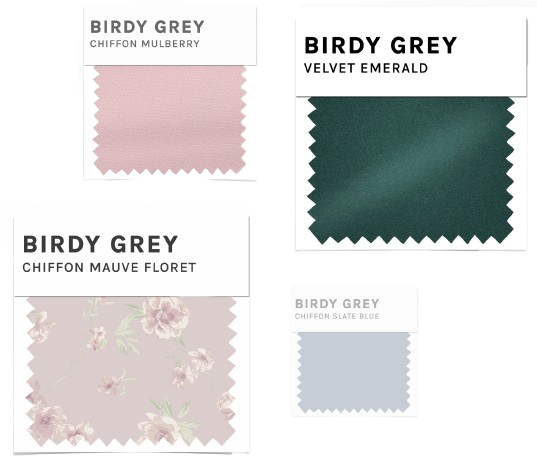 BIRDY GREY
CHIFFON MULBERRY
BIRDY GREY
VELVET EMERALD
BIRDY GREY
CHIFFON MAUVE FLORET
BIRDY GREY
CHIFFON SLATE BLUE